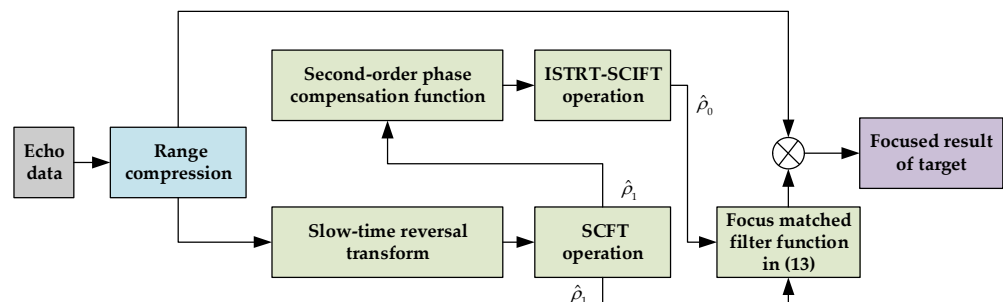 Second-order phase
compensation function
ISTRT-SCIFT
operation
ρ̂₀
Echo
data
Range
compression
Focused result
of target
ρ̂₁
Slow-time reversal
transform
SCFT
operation
Focus matched
filter function
in (13)
ρ̂₁